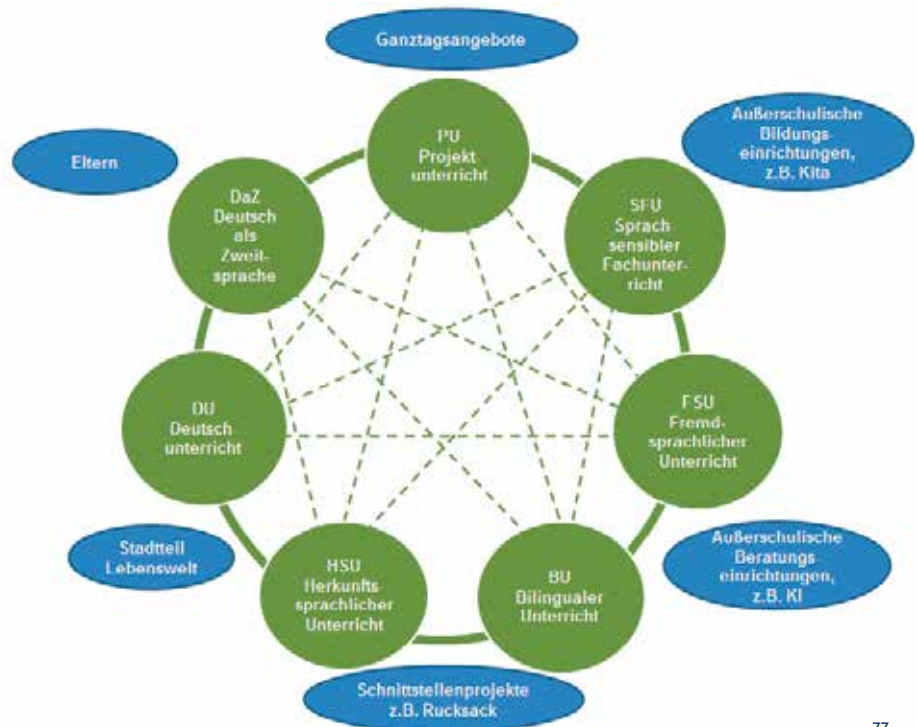 Ganztagsangebote
PU
Projekt
unterricht
Außerschulische
Bildungs
einrichtungen,
z.B. Kita
SFU
Sprach
sensibler
Fachunter-
richt
FSU
Fremd-
sprachlicher
Unterricht
Außerschulische
Beratungs
einrichtungen,
z.B. KI
BU
Bilingualer
Unterricht
Schnittstellenprojekte
z.B. Rucksack
HSU
Herkunfts
sprachlicher
Unterricht
Stadtteil
Lebenswelt
DU
Deutsch
unterricht
DaZ
Deutsch
als
Zweit-
sprache
Eltern
77